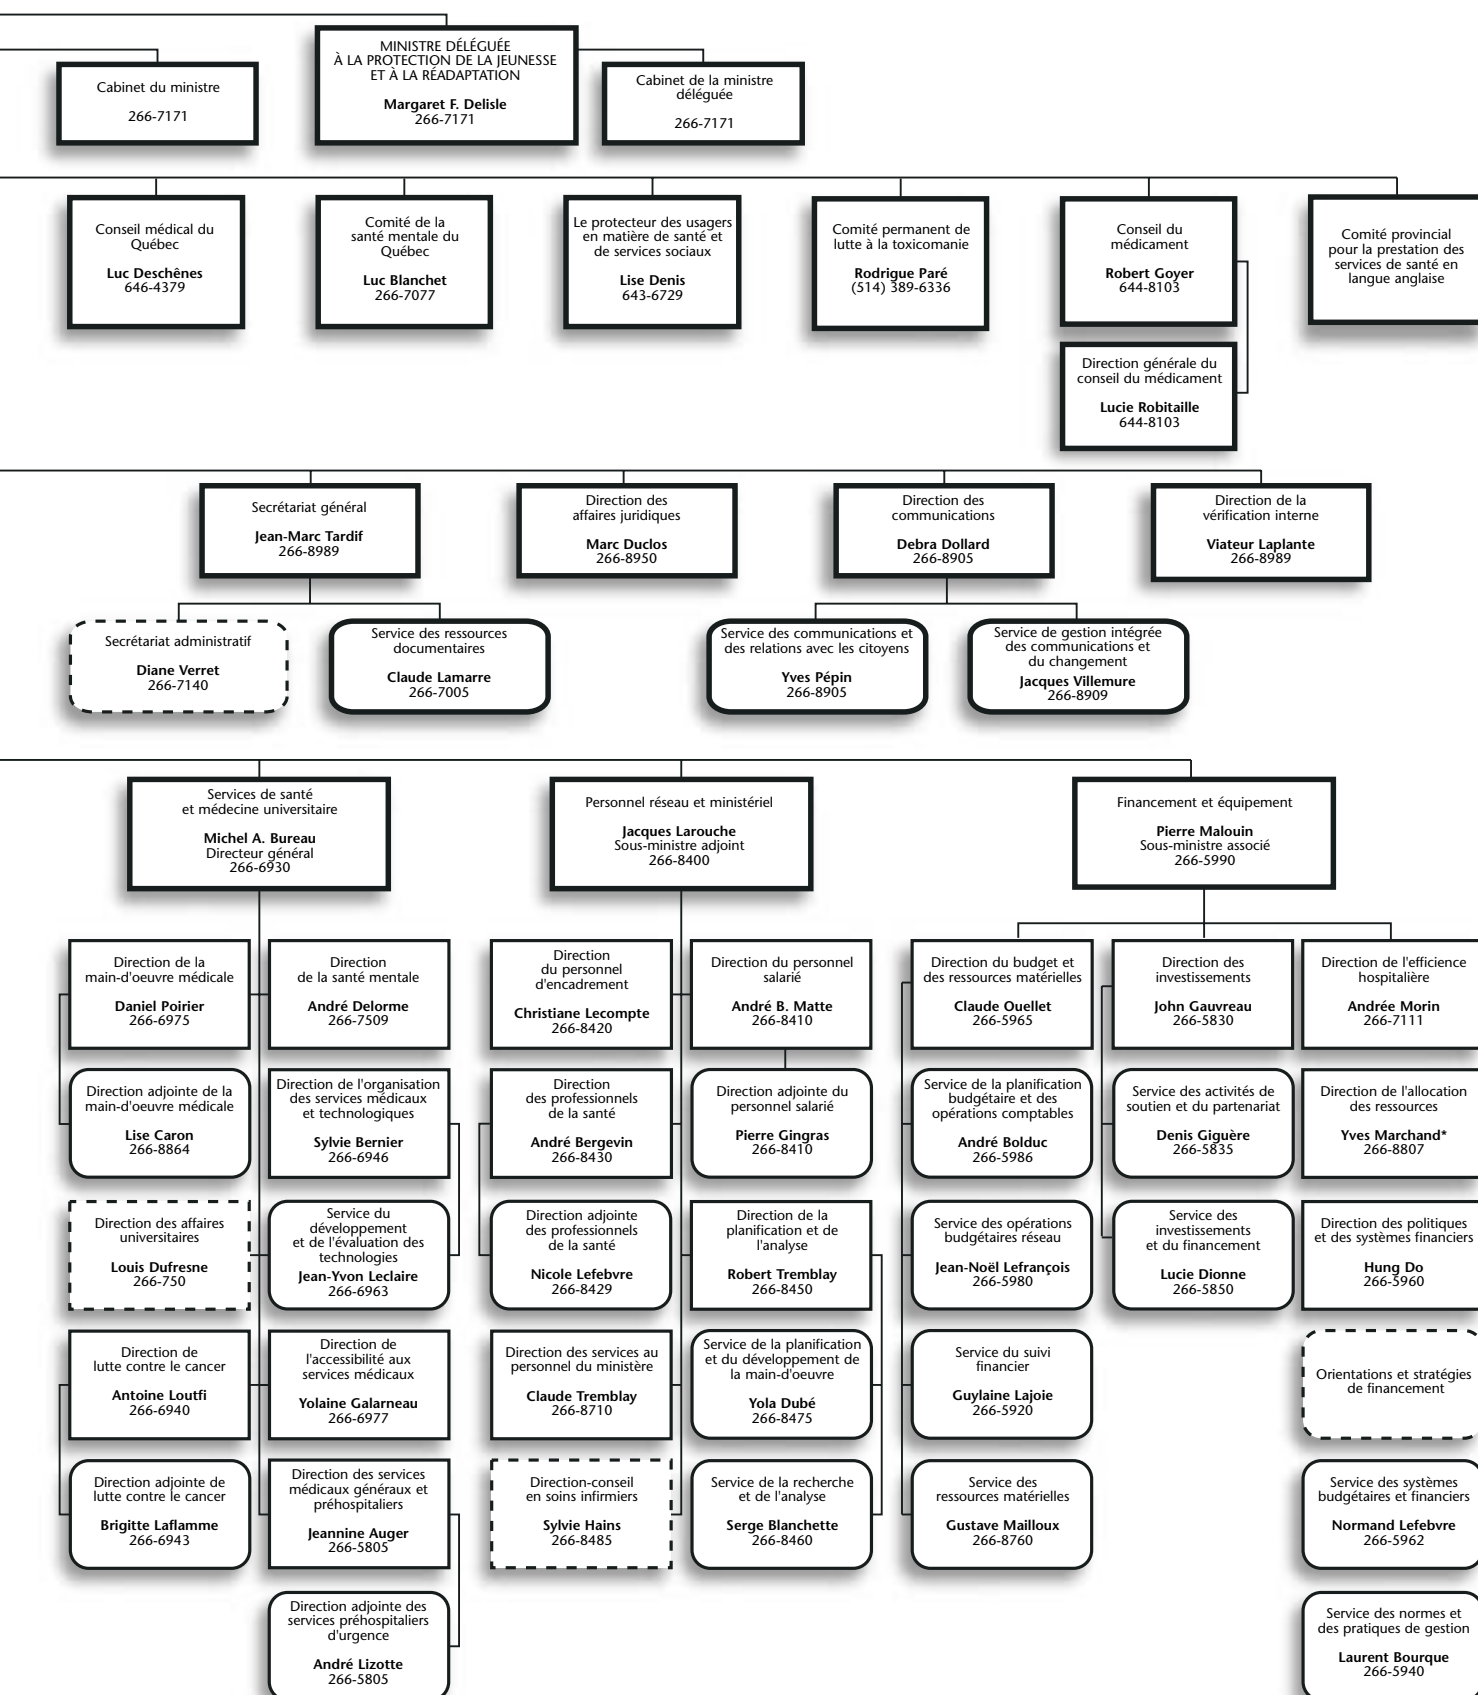 MINISTRE DÉLÉGUÉE
À LA PROTECTION DE LA JEUNESSE
ET À LA RÉADAPTATION
Margaret F. Delisle
266-7171
Cabinet du ministre
266-7171
Cabinet de la ministre
déléguée
266-7171
Conseil médical du
Québec
Luc Deschênes
646-4379
Comité de la
santé mentale du
Québec
Luc Blanchet
266-7077
Le protecteur des usagers
en matière de santé et
de services sociaux
Lise Denis
643-6729
Comité permanent de
lutte à la toxicomanie
Rodrigue Paré
(514) 389-6336
Conseil du
médicament
Robert Goyer
644-8103
Comité provincial
pour la prestation des
services de santé en
langue anglaise
Direction générale du
conseil du médicament
Lucie Robitaille
644-8103
Secrétariat général
Jean-Marc Tardif
266-8989
Direction des
affaires juridiques
Marc Duclos
266-8950
Direction des
communications
Debra Dollard
266-8905
Direction de la
vérification interne
Viateur Laplante
266-8989
Secrétariat administratif
Diane Verret
266-7140
Service des ressources
documentaires
Claude Lamarre
266-7005
Service des communications et
des relations avec les citoyens
Yves Pépin
266-8905
Service de gestion intégrée
des communications et
du changement
Jacques Villemure
266-8909
Services de santé
et médecine universitaire
Michel A. Bureau
Directeur général
266-6930
Personnel réseau et ministériel
Jacques Larouche
Sous-ministre adjoint
266-8400
Financement et équipement
Pierre Malouin
Sous-ministre associé
266-5990
Direction de la
main-d'oeuvre médicale
Daniel Poirier
266-6975
Direction
de la santé mentale
André Delorme
266-7509
Direction
du personnel
d'encadrement
Christiane Lecompte
266-8420
Direction du personnel
salarié
André B. Matte
266-8410
Direction du budget et
des ressources matérielles
Claude Ouellet
266-5965
Direction des
investissements
John Gauvreau
266-5830
Direction de l'efficience
hospitalière
Andrée Morin
266-7111
Direction adjointe de la
main-d'oeuvre médicale
Lise Caron
266-8864
Direction de l'organisation
des services médicaux
et technologiques
Sylvie Bernier
266-6946
Direction
des professionnels
de la santé
André Bergevin
266-8430
Direction adjointe du
personnel salarié
Pierre Gingras
266-8410
Service de la planification
budgétaire et des
opérations comptables
André Bolduc
266-5986
Service des activités de
soutien et du partenariat
Denis Giguère
266-5835
Direction de l'allocation
des ressources
Yves Marchand*
266-8807
Direction des affaires
universitaires
Louis Dufresne
266-750
Service du
développement
et de l'évaluation des
technologies
Jean-Yvon Leclaire
266-6963
Direction adjointe
des professionnels
de la santé
Nicole Lefebvre
266-8429
Direction de la
planification et de
l'analyse
Robert Tremblay
266-8450
Service des opérations
budgétaires réseau
Jean-Noël Lefrançois
266-5980
Service des
investissements
et du financement
Lucie Dionne
266-5850
Direction des politiques
et des systèmes financiers
Hung Do
266-5960
Direction de
lutte contre le cancer
Antoine Loutfi
266-6940
Direction de
l'accessibilité aux
services médicaux
Yolaine Galarneau
266-6977
Direction des services au
personnel du ministère
Claude Tremblay
266-8710
Service de la planification
et du développement de
la main-d'oeuvre
Yola Dubé
266-8475
Service du suivi
financier
Guylaine Lajoie
266-5920
Orientations et stratégies
de financement
Direction adjointe de
lutte contre le cancer
Brigitte Laflamme
266-6943
Direction des services
médicaux généraux et
préhospitaliers
Jeannine Auger
266-5805
Direction-conseil
en soins infirmiers
Sylvie Hains
266-8485
Service de la recherche
et de l'analyse
Serge Blanchette
266-8460
Service des
ressources matérielles
Gustave Mailloux
266-8760
Service des systèmes
budgétaires et financiers
Normand Lefebvre
266-5962
Direction adjointe des
services préhospitaliers
d'urgence
André Lizotte
266-5805
Service des normes et
des pratiques de gestion
Laurent Bourque
266-5940